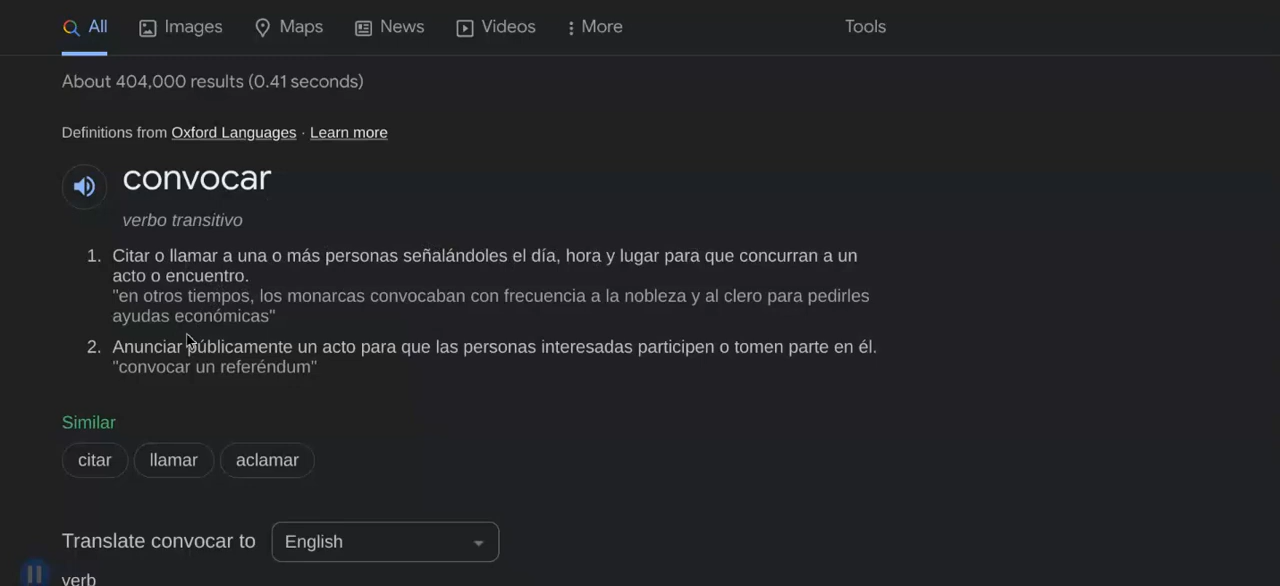 All Images Maps News Videos More Tools
About 404,000 results (0.41 seconds)
Definitions from Oxford Languages · Learn more
convocar
verbo transitivo
1. Citar o llamar a una o más personas señalándoles el día, hora y lugar para que concurran a un
acto o encuentro.
"en otros tiempos, los monarcas convocaban con frecuencia a la nobleza y al clero para pedirles
ayudas económicas"
2. Anunciar públicamente un acto para que las personas interesadas participen o tomen parte en él.
"convocar un referéndum"
Similar
citar llamar aclamar
Translate convocar to English
verb